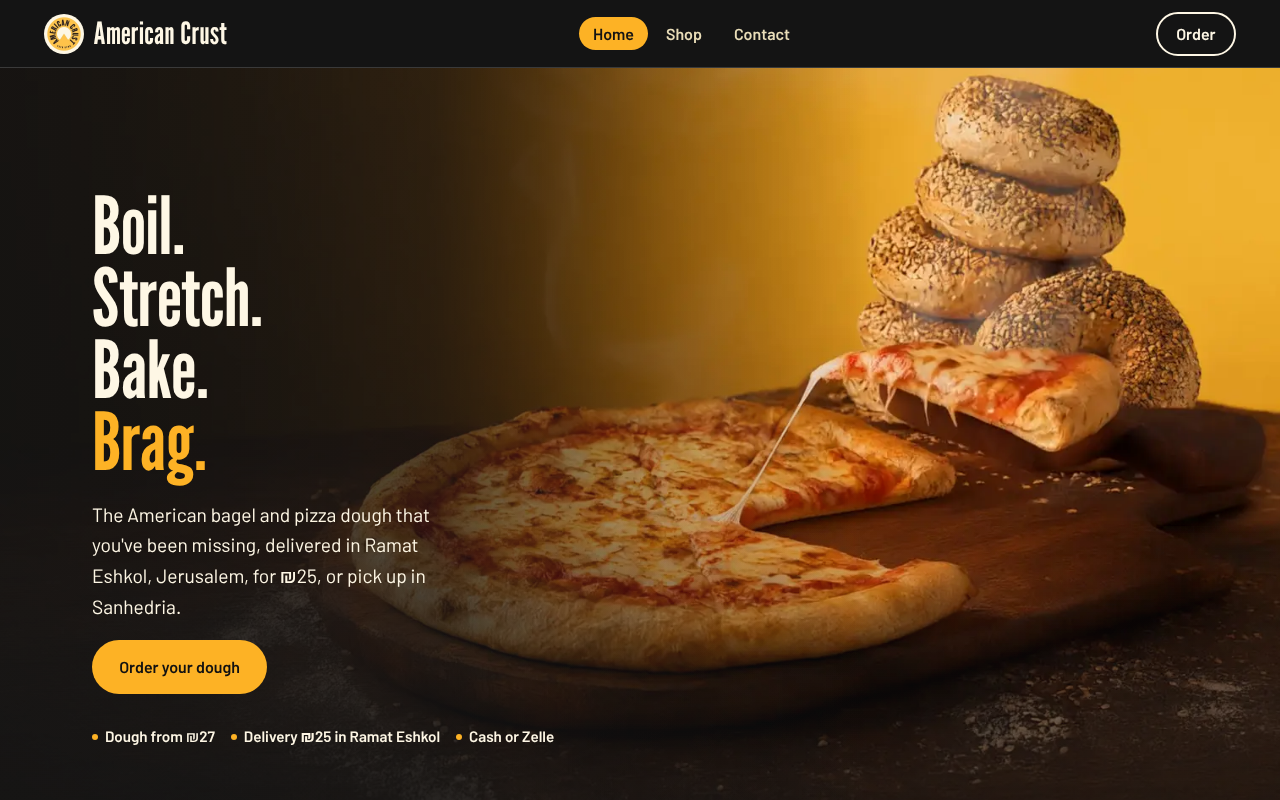 AMERICAN CRUST
American Crust
Home
Shop
Contact
Order
Boil.
Stretch.
Bake.
Brag.
The American bagel and pizza dough that
you've been missing, delivered in Ramat
Eshkol, Jerusalem, for ₪25, or pick up in
Sanhedria.
Order your dough
Dough from ₪27
Delivery ₪25 in Ramat Eshkol
Cash or Zelle